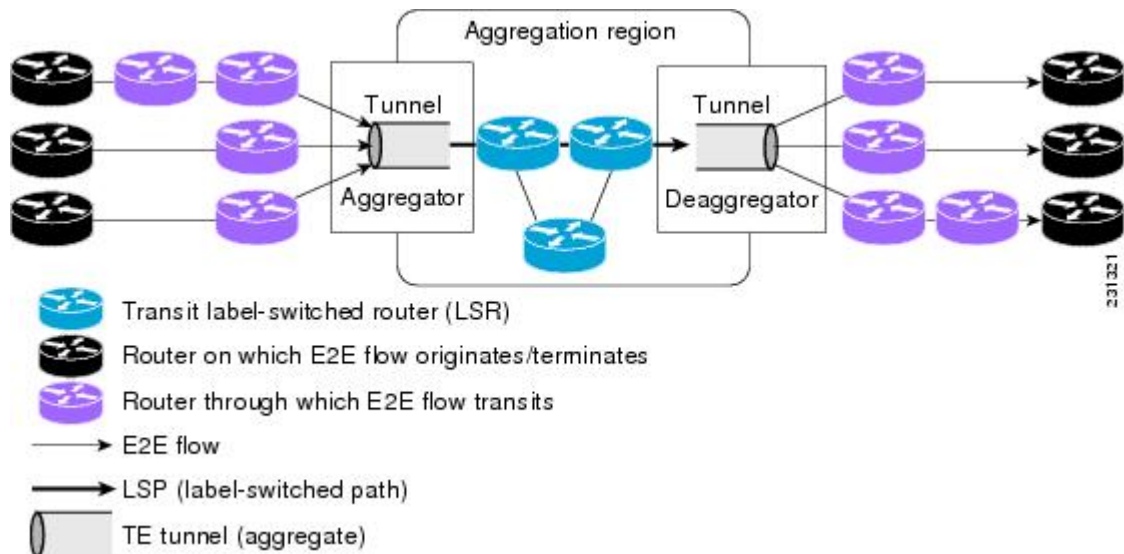 Aggregation region
Tunnel
Tunnel
Aggregator
Deaggregator
231321
Transit label-switched router (LSR)
Router on which E2E flow originates/terminates
Router through which E2E flow transits
E2E flow
LSP (label-switched path)
TE tunnel (aggregate)